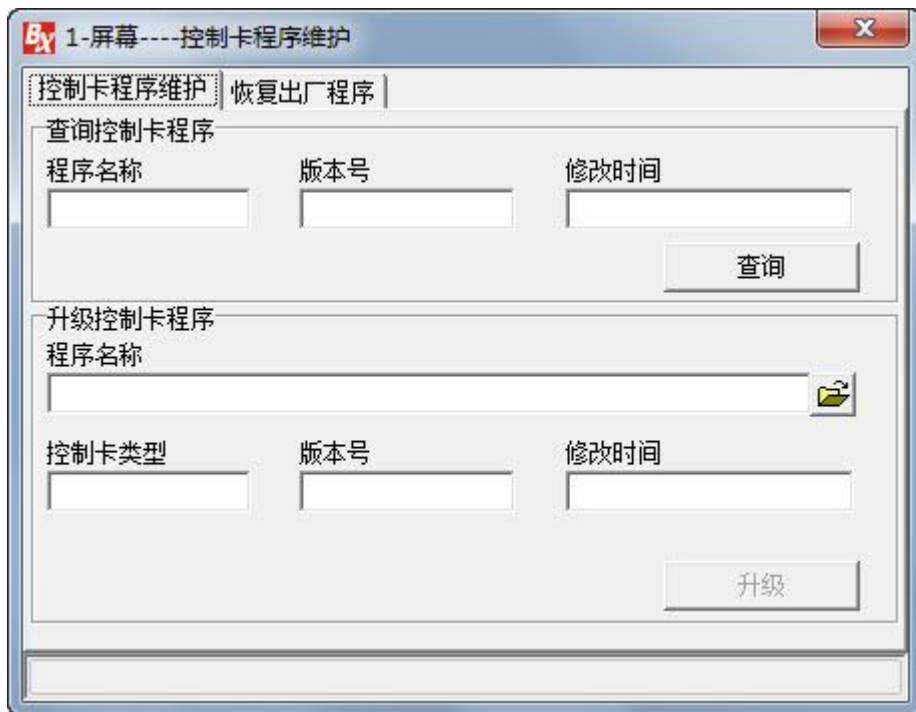 BX 1-屏幕----控制卡程序维护
控制卡程序维护 恢复出厂程序
查询控制卡程序
程序名称 版本号 修改时间
查询
升级控制卡程序
程序名称
控制卡类型 版本号 修改时间
升级